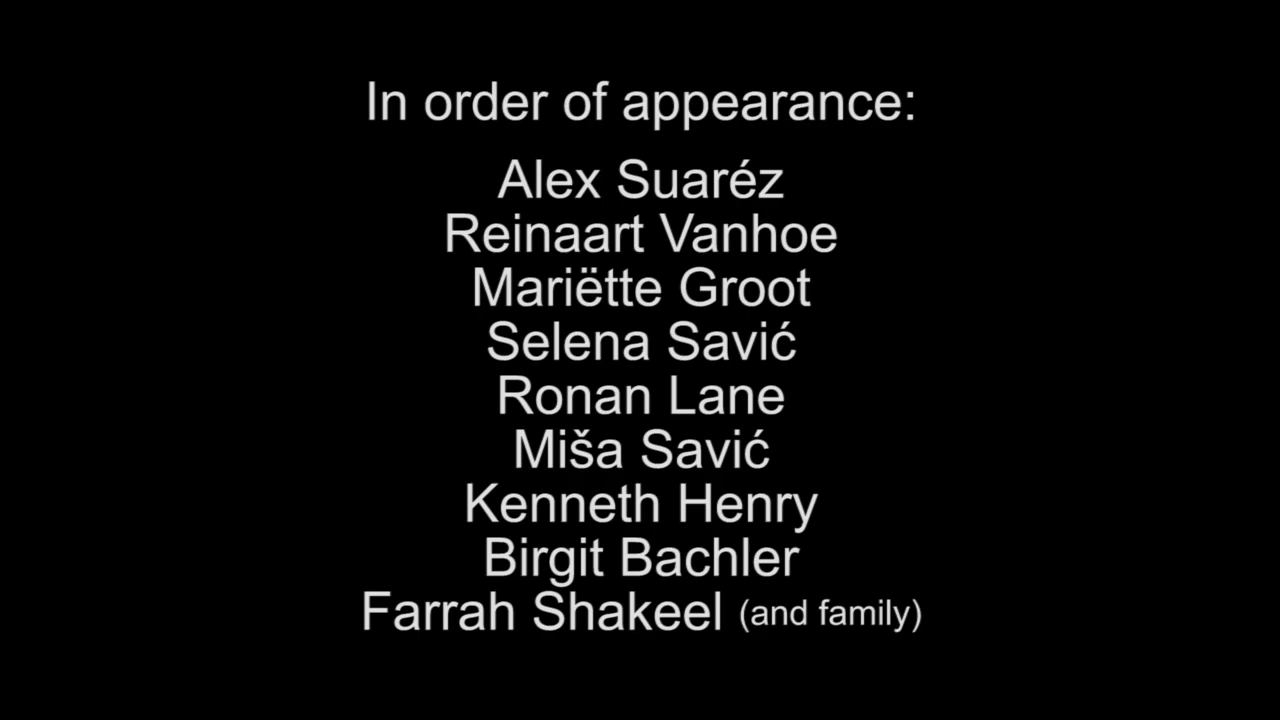 In order of appearance:
Alex Suaréz
Reinaart Vanhoe
Mariëtte Groot
Selena Savić
Ronan Lane
Miša Savić
Kenneth Henry
Birgit Bachler
Farrah Shakeel (and family)